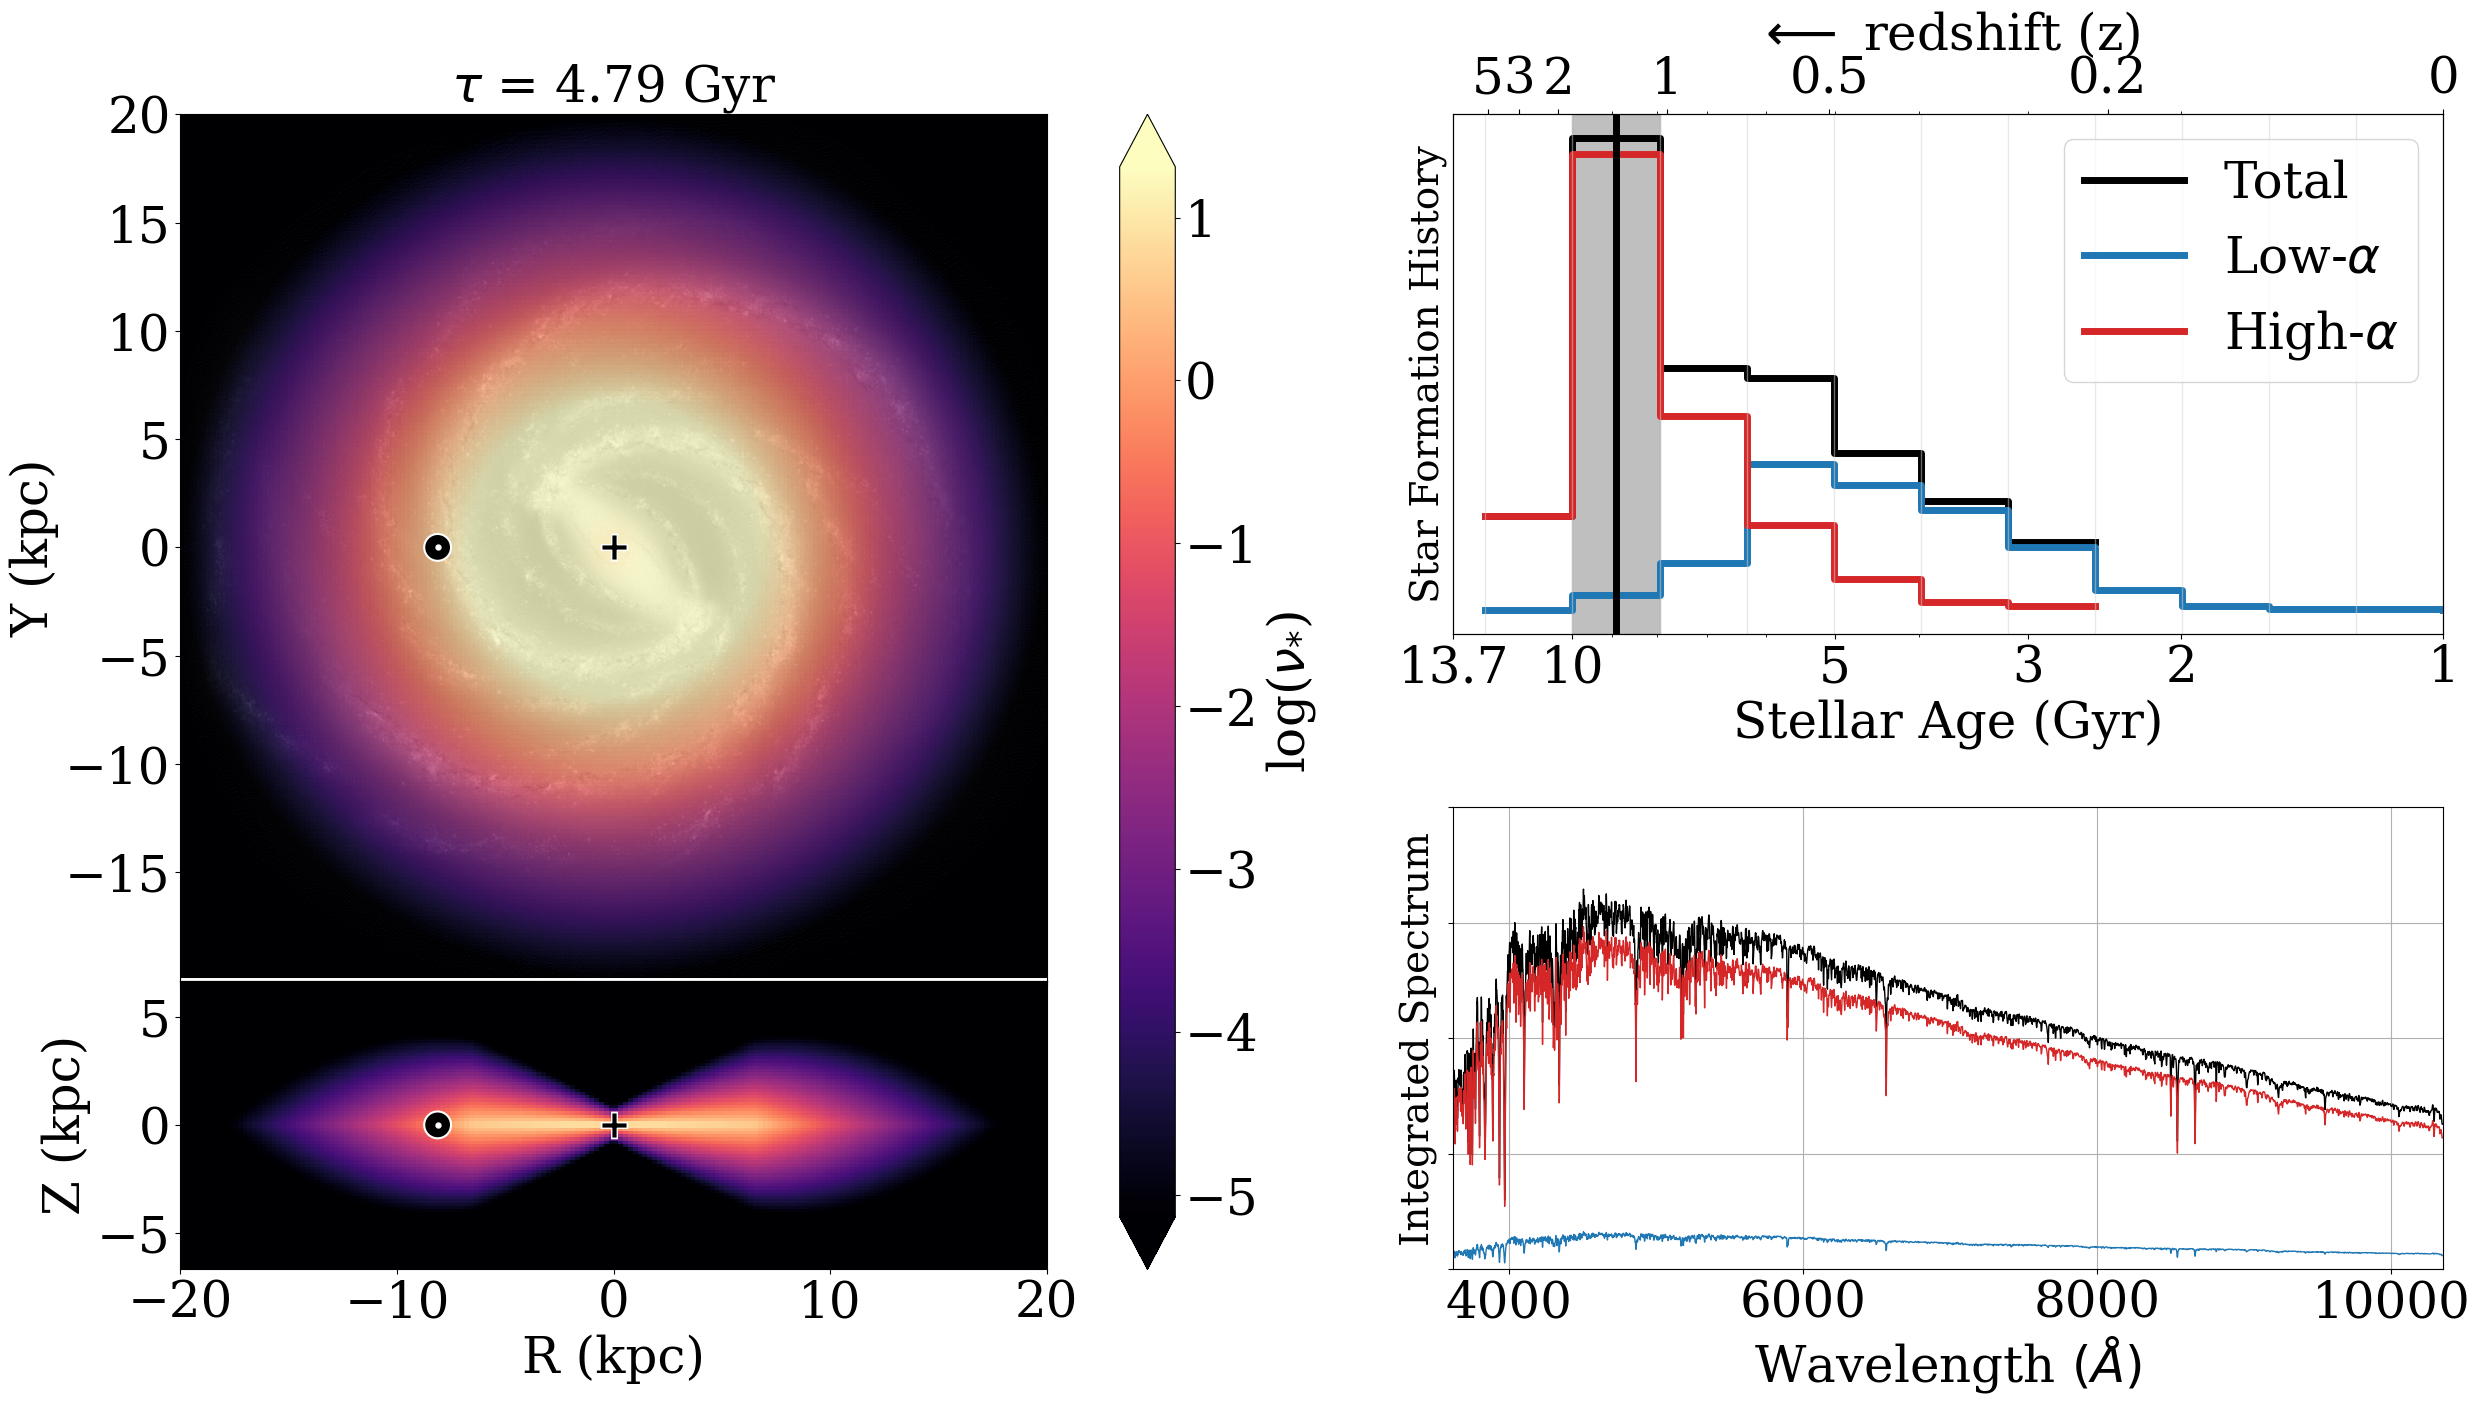 τ = 4.79 Gyr
20
15
10
5
0
−5
−10
−15
Y (kpc)
5
0
−5
Z (kpc)
−20 −10 0 10 20
R (kpc)
1
0
−1
−2
−3
−4
−5
log(ν*)
⟵ redshift (z)
5 3 2 1 0.5 0.2 0
Star Formation History
Total
Low-α
High-α
13.7 10 5 3 2 1
Stellar Age (Gyr)
Integrated Spectrum
4000 6000 8000 10000
Wavelength (Å)